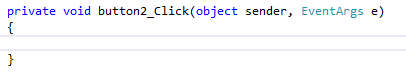 private void button2_Click(object sender, EventArgs e)
{
}